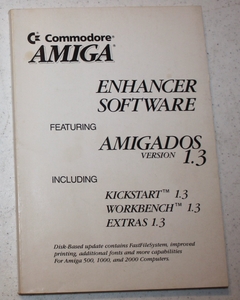 Commodore®
AMIGA®
ENHANCER
SOFTWARE
FEATURING
AMIGADOS
VERSION 1.3
INCLUDING
KICKSTART™ 1.3
WORKBENCH™ 1.3
EXTRAS 1.3
Disk-Based update contains FastFileSystem, improved
printing, additional fonts and more capabilities
For Amiga 500, 1000, and 2000 Computers.